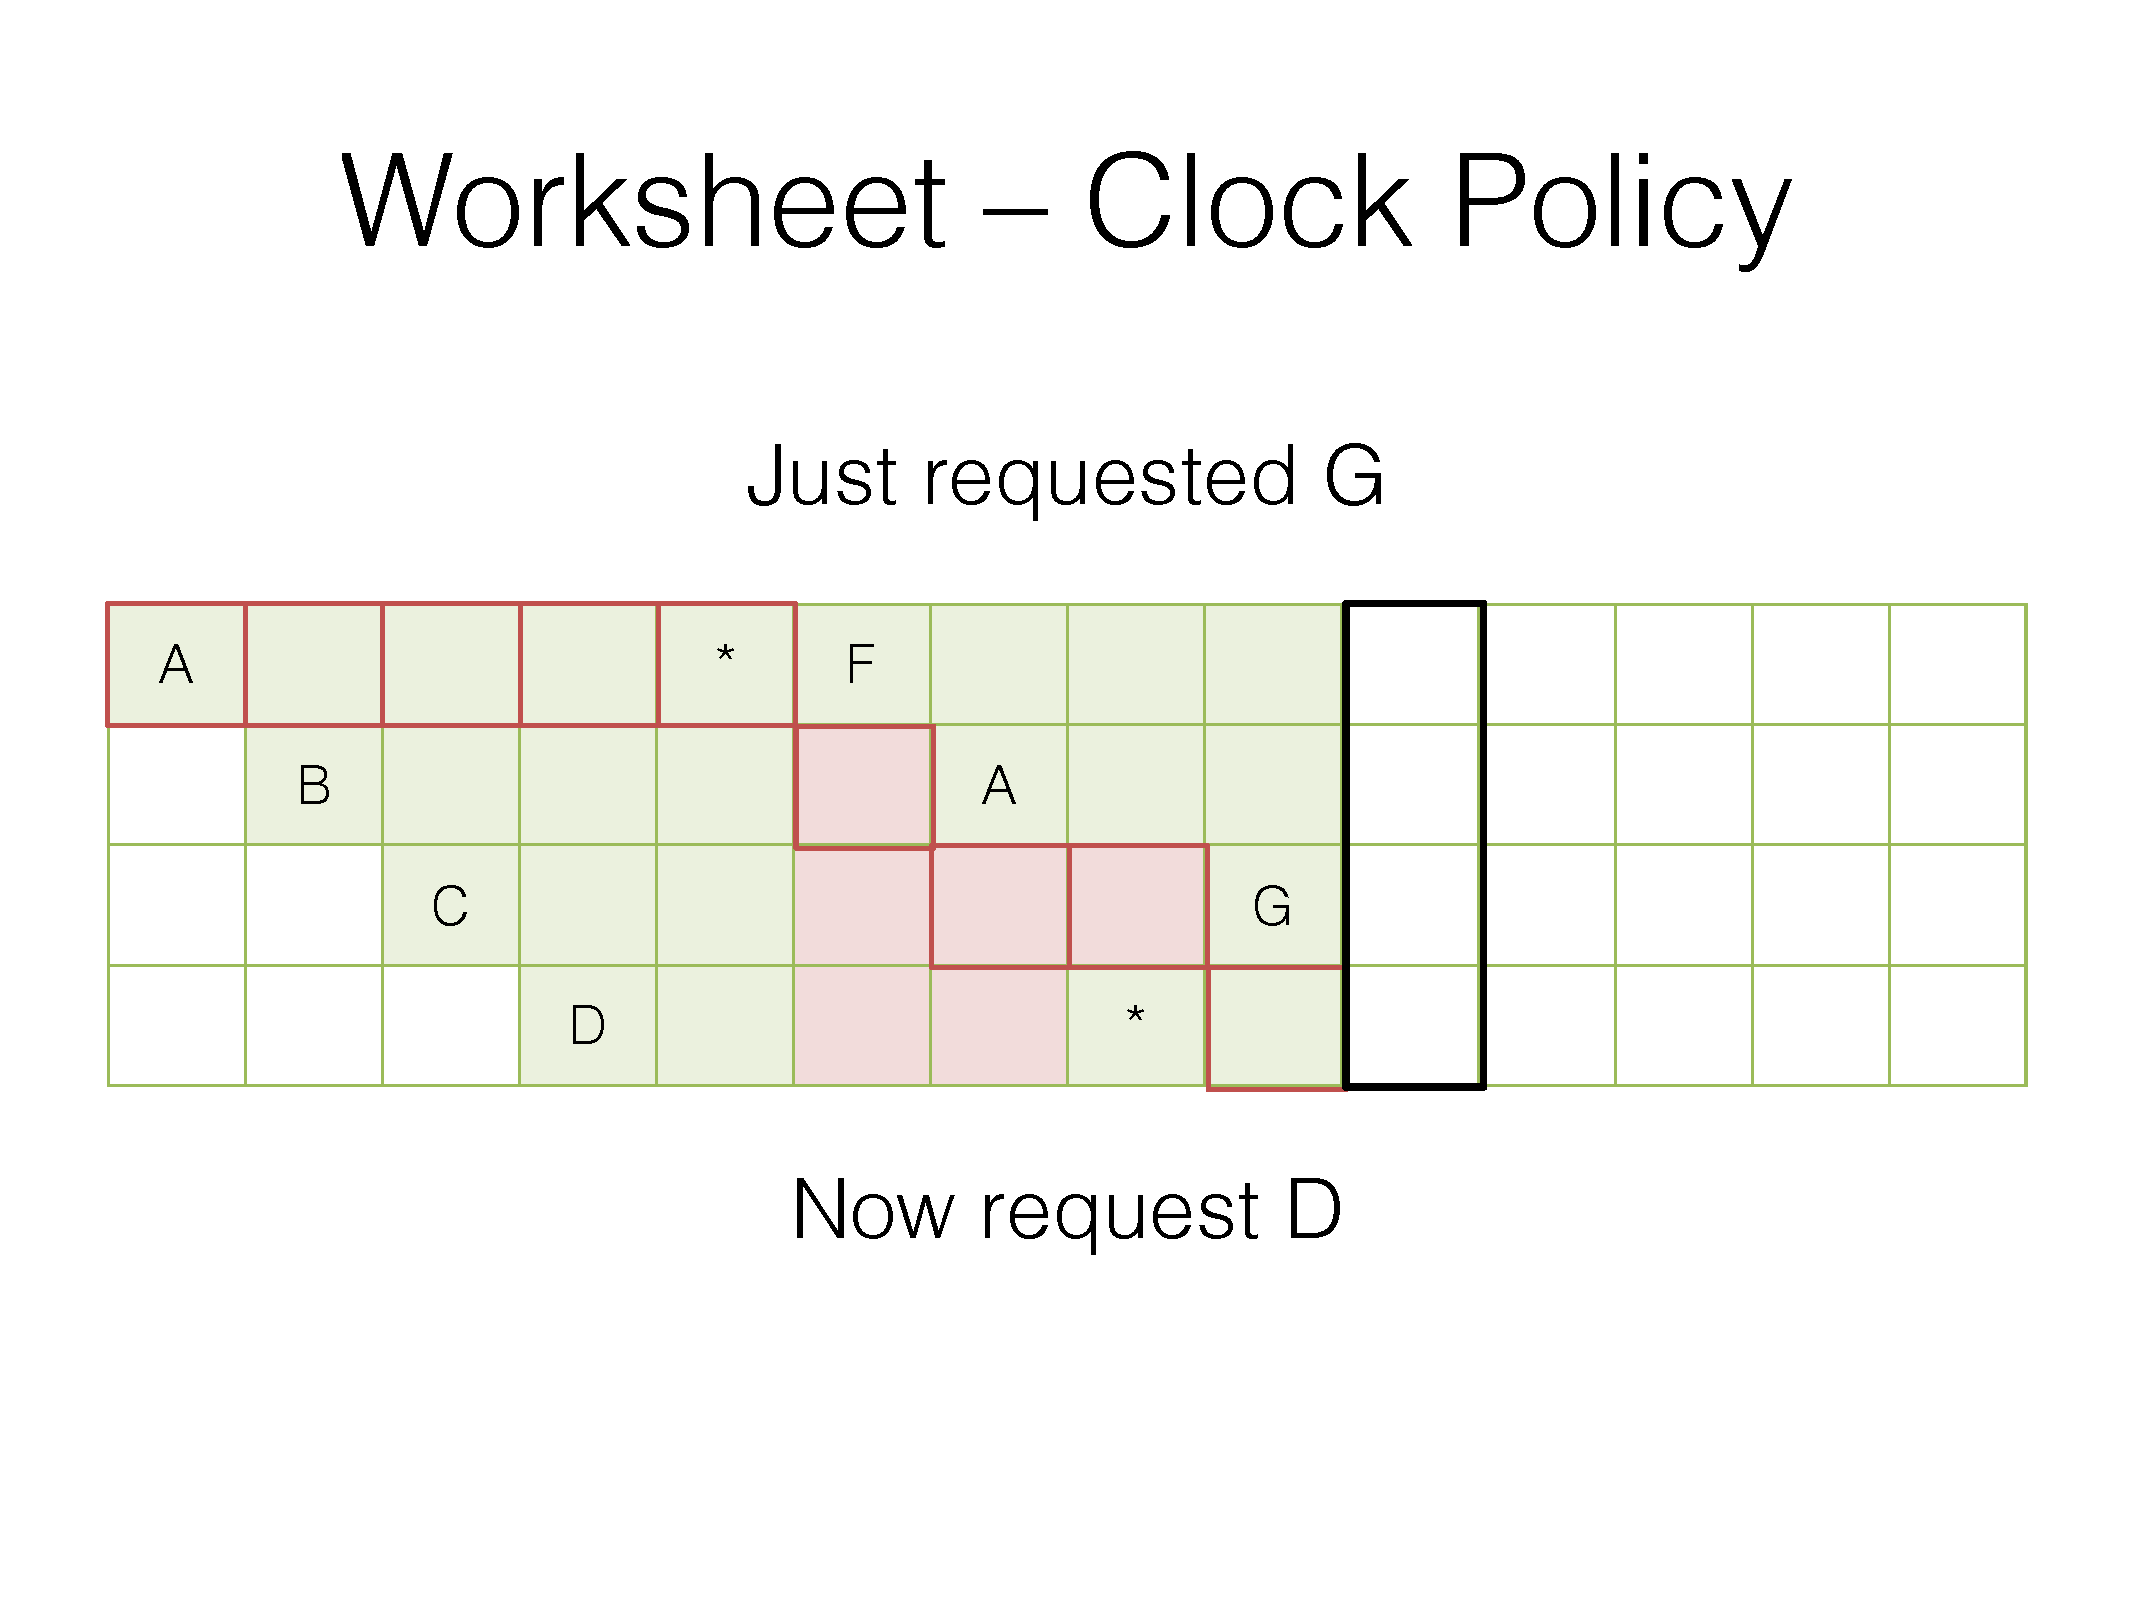 Worksheet – Clock Policy
Just requested G
A * F
B A
C G
D *
Now request D